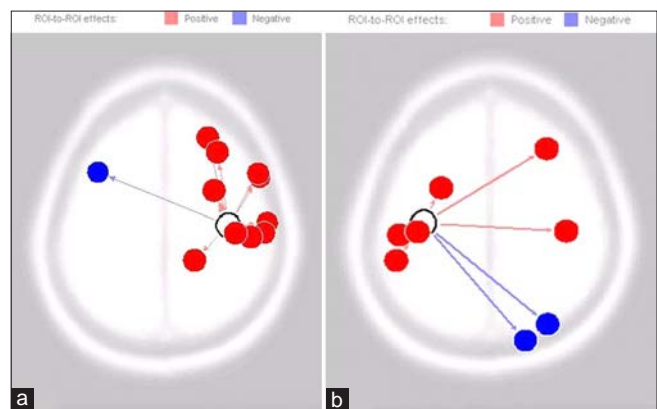 ROI-to-ROI effects: Positive Negative
ROI-to-ROI effects: Positive Negative
a
b